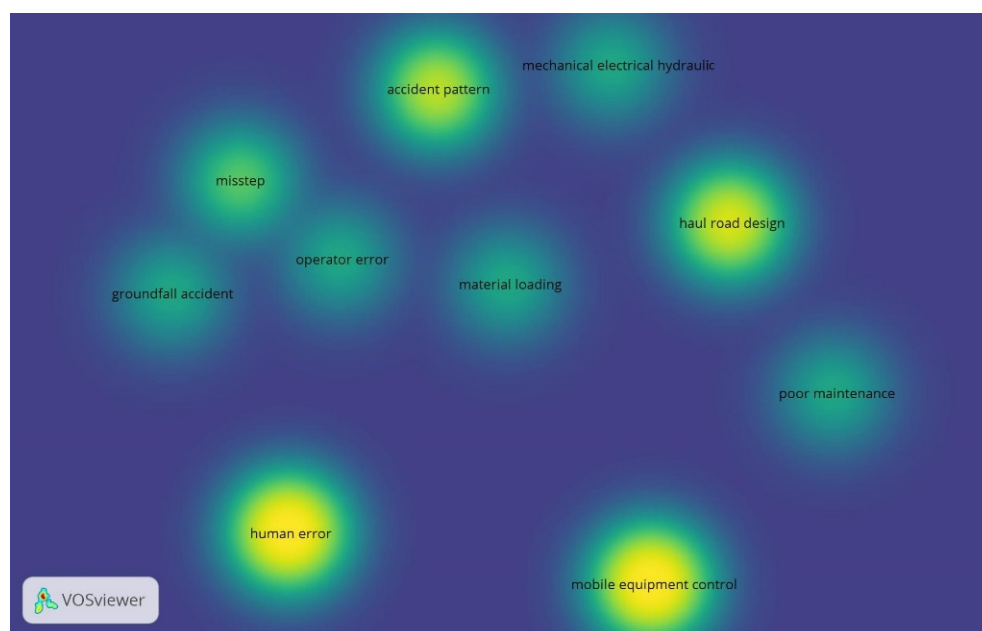 mechanical electrical hydraulic
accident pattern
misstep
haul road design
operator error
material loading
groundfall accident
poor maintenance
human error
mobile equipment control
VOSviewer